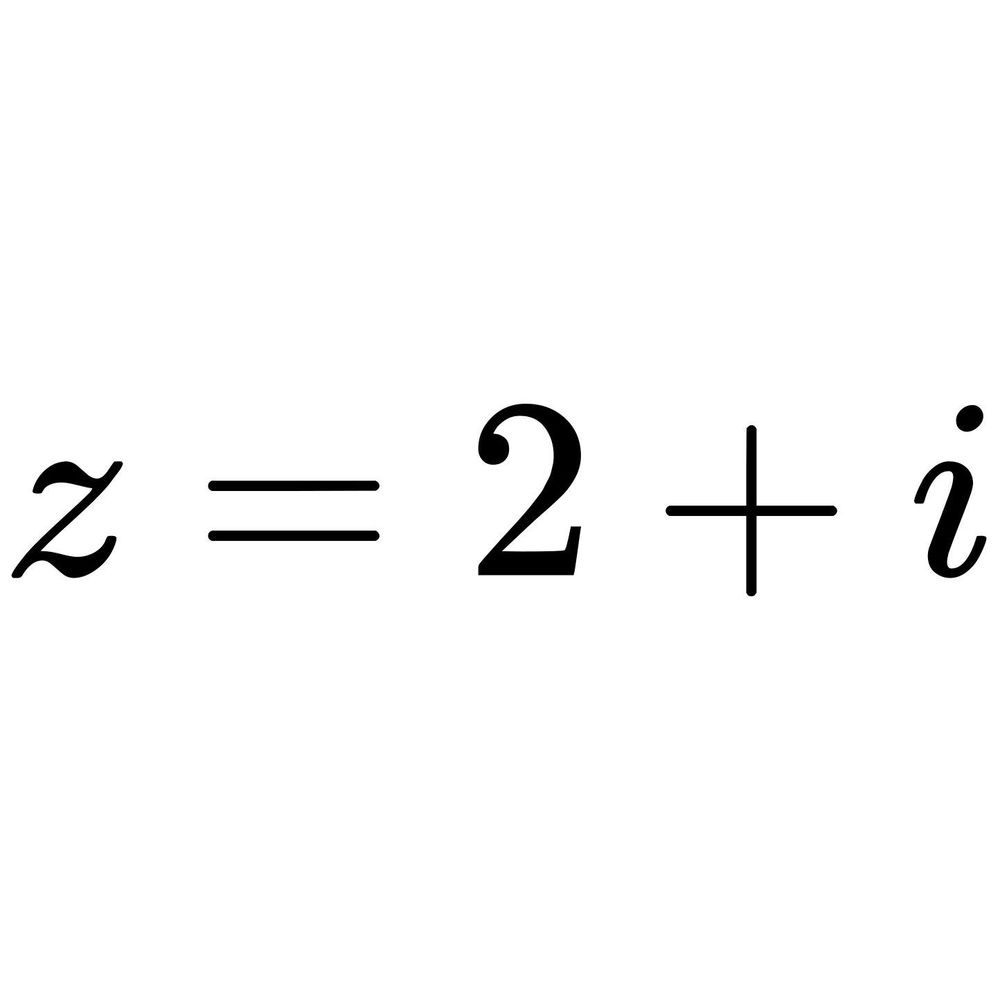 z = 2 + i